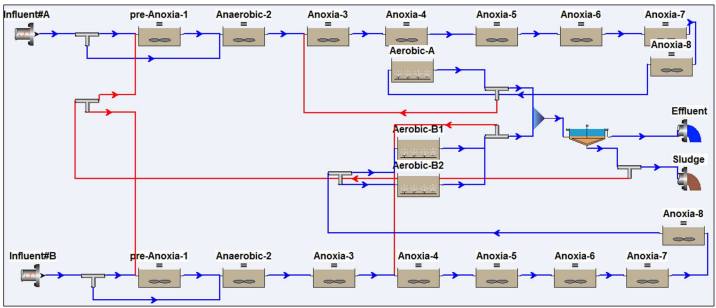 Influent#A
pre-Anoxia-1
Anaerobic-2
Anoxia-3
Anoxia-4
Anoxia-5
Anoxia-6
Anoxia-7
Anoxia-8
Aerobic-A
Effluent
Aerobic-B1
Aerobic-B2
Sludge
Anoxia-8
Influent#B
pre-Anoxia-1
Anaerobic-2
Anoxia-3
Anoxia-4
Anoxia-5
Anoxia-6
Anoxia-7